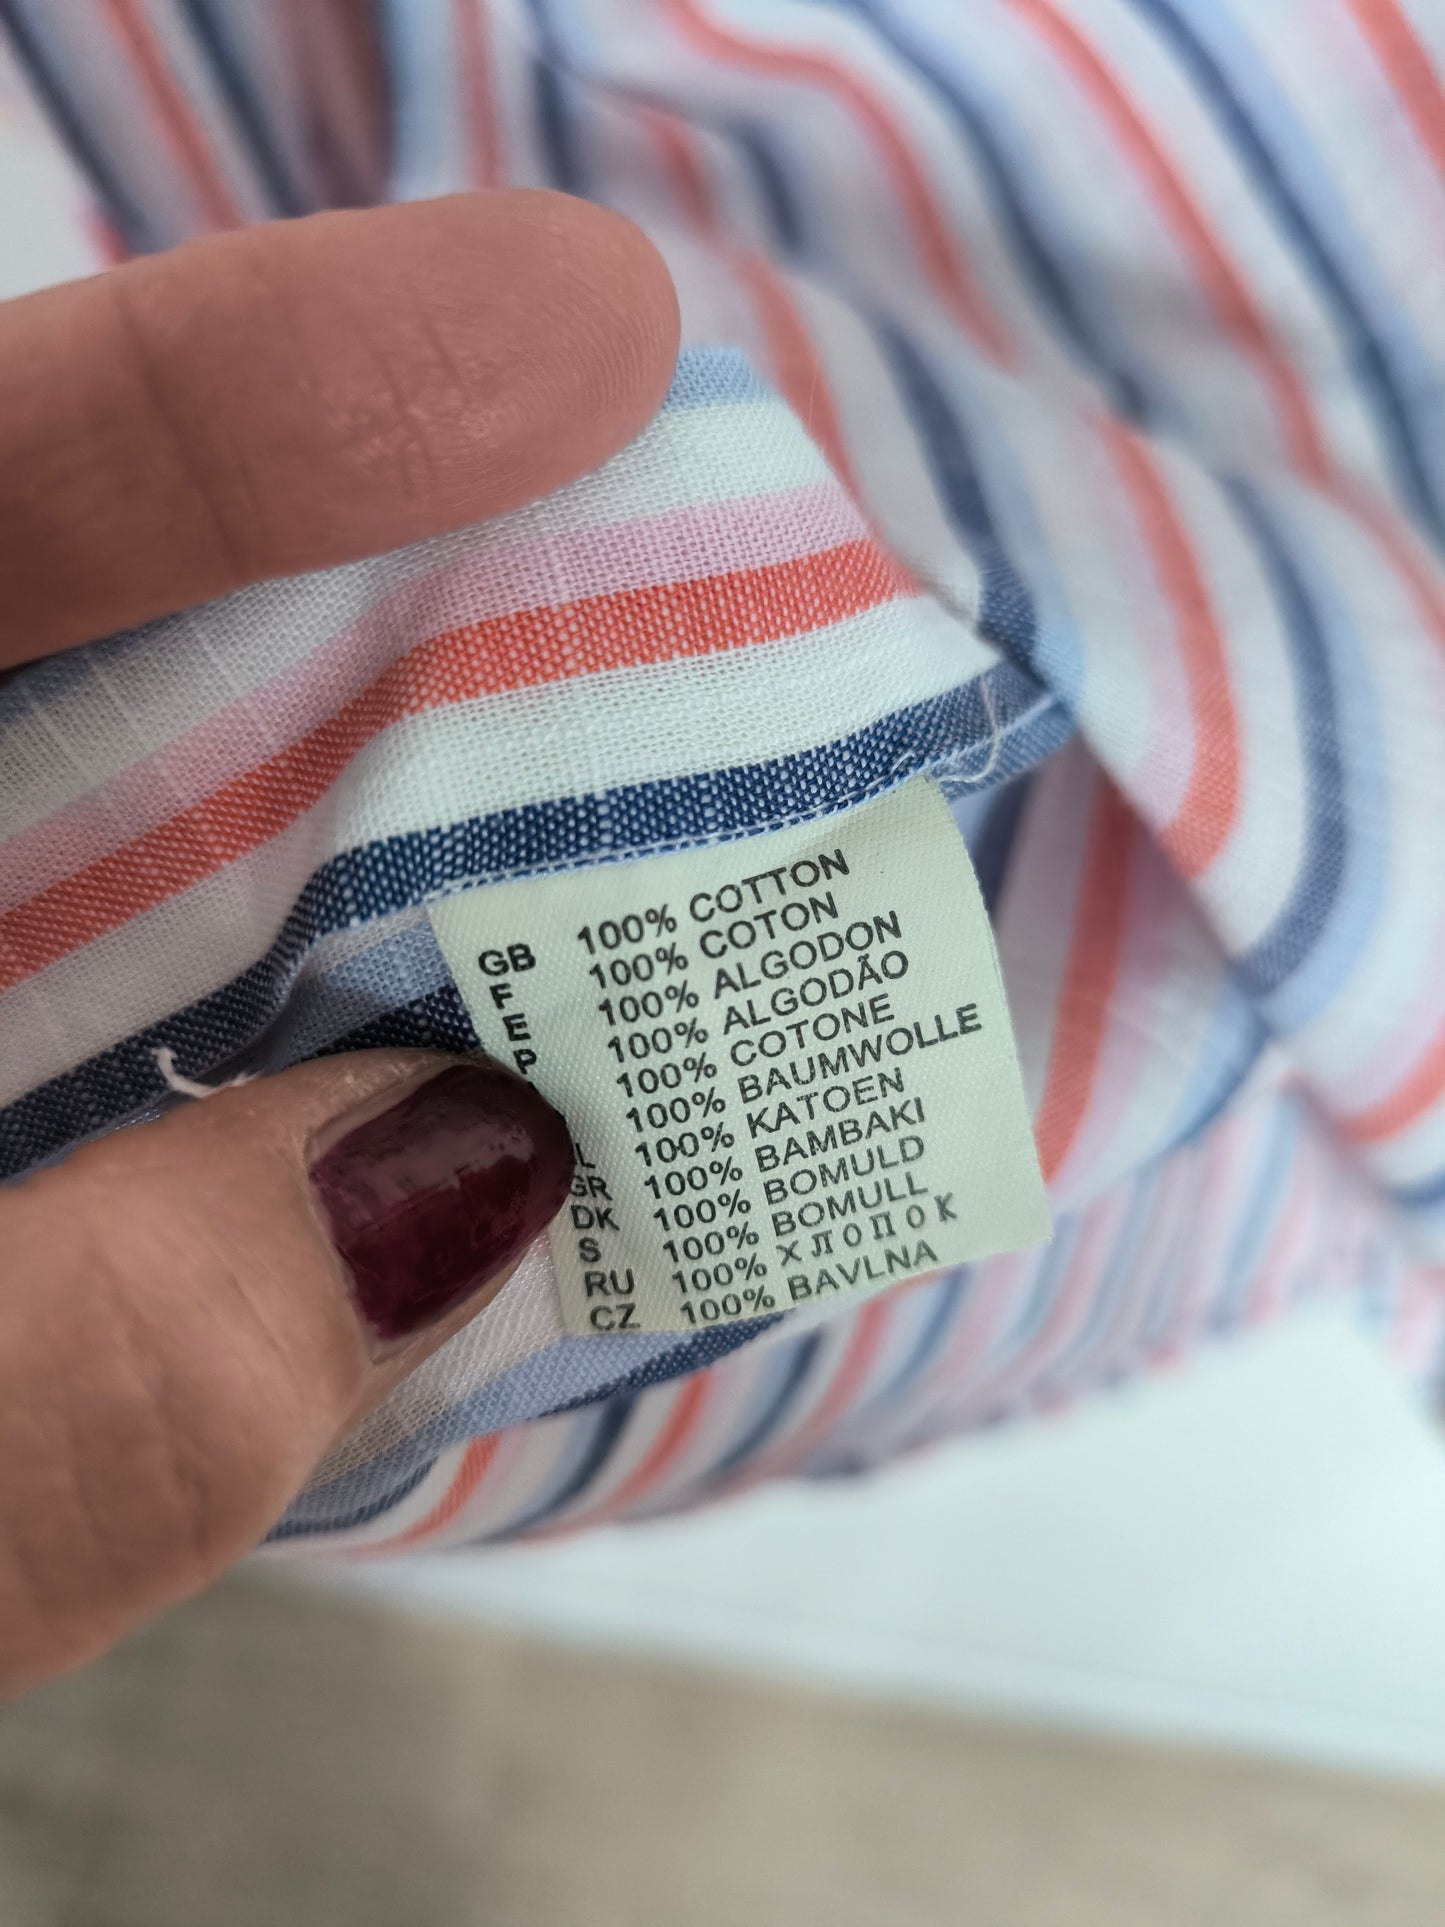 GB 100% COTTON
F 100% COTON
E 100% ALGODON
P 100% ALGODÃO
100% COTONE
100% BAUMWOLLE
100% KATOEN
GR 100% BAMBAKI
DK 100% BOMULD
S 100% BOMULL
RU 100% хлопок
CZ 100% BAVLNA